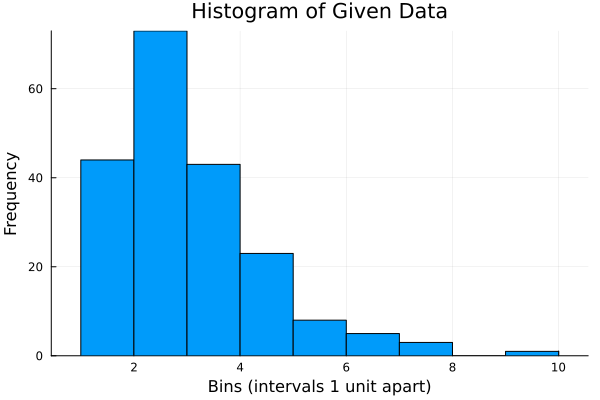 Histogram of Given Data
Frequency
60
40
20
0
2 4 6 8 10
Bins (intervals 1 unit apart)